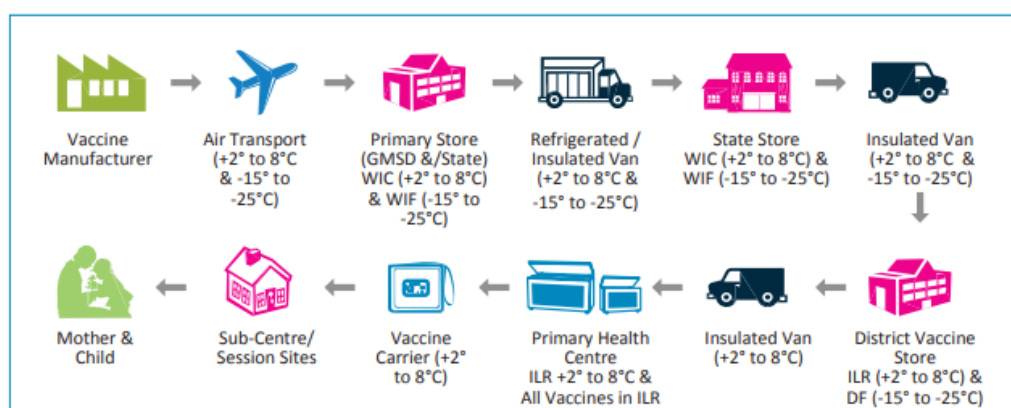 Vaccine
Manufacturer
Air Transport
(+2° to 8°C
& -15° to
-25°C)
Primary Store
(GMSD &/State)
WIC (+2° to 8°C)
& WIF (-15° to
-25°C)
Refrigerated /
Insulated Van
(+2° to 8°C &
-15° to -25°C)
State Store
WIC (+2° to 8°C) &
WIF (-15° to -25°C)
Insulated Van
(+2° to 8°C &
-15° to -25°C)
Mother &
Child
Sub-Centre/
Session Sites
Vaccine
Carrier (+2°
to 8°C)
Primary Health
Centre
ILR +2° to 8°C &
All Vaccines in ILR
Insulated Van
(+2° to 8°C)
District Vaccine
Store
ILR (+2° to 8°C) &
DF (-15° to -25°C)